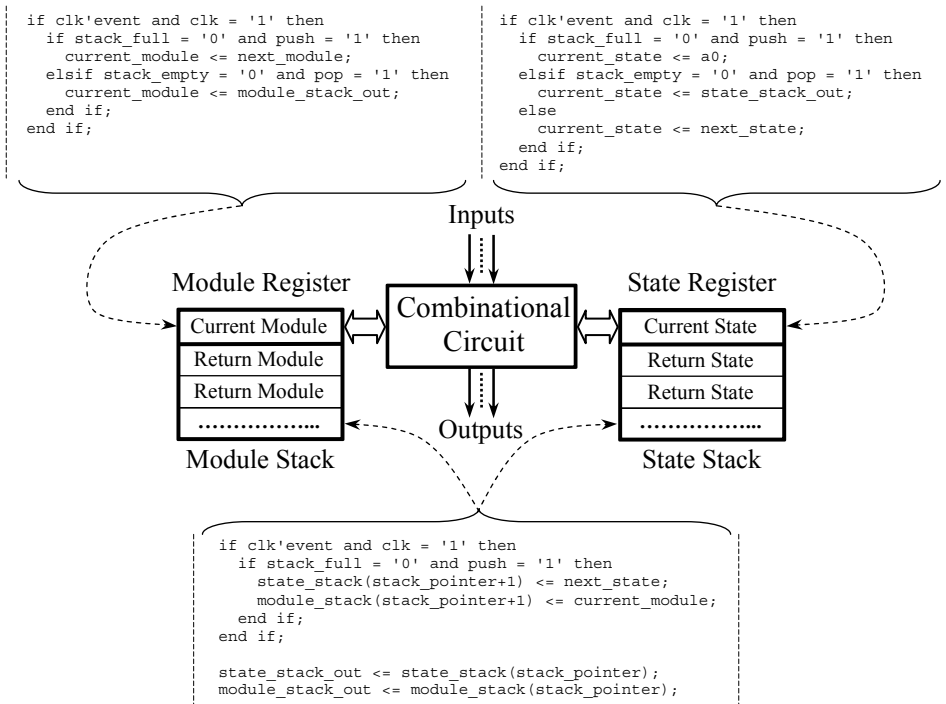 if clk'event and clk = '1' then
  if stack_full = '0' and push = '1' then
    current_module <= next_module;
  elsif stack_empty = '0' and pop = '1' then
    current_module <= module_stack_out;
  end if;
end if;
if clk'event and clk = '1' then
  if stack_full = '0' and push = '1' then
    current_state <= a0;
  elsif stack_empty = '0' and pop = '1' then
    current_state <= state_stack_out;
  else
    current_state <= next_state;
  end if;
end if;
Inputs
Module Register
Current Module
Return Module
Return Module
....................
Module Stack
Combinational
Circuit
Outputs
State Register
Current State
Return State
Return State
....................
State Stack
if clk'event and clk = '1' then
  if stack_full = '0' and push = '1' then
    state_stack(stack_pointer+1) <= next_state;
    module_stack(stack_pointer+1) <= current_module;
  end if;
end if;
state_stack_out <= state_stack(stack_pointer);
module_stack_out <= module_stack(stack_pointer);